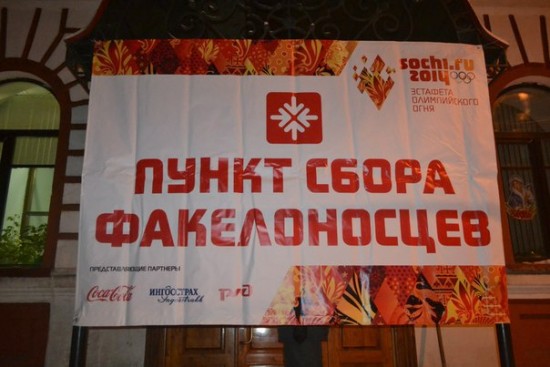 sochi.ru
2014
ЭСТАФЕТА
ОЛИМПИЙСКОГО
ОГНЯ
ПУНКТ СБОРА
ФАКЕЛОНОСЦЕВ
ПРЕДСТАВЛЯЮЩИЕ ПАРТНЕРЫ
Coca-Cola ИНГОССТРАХ РЖД